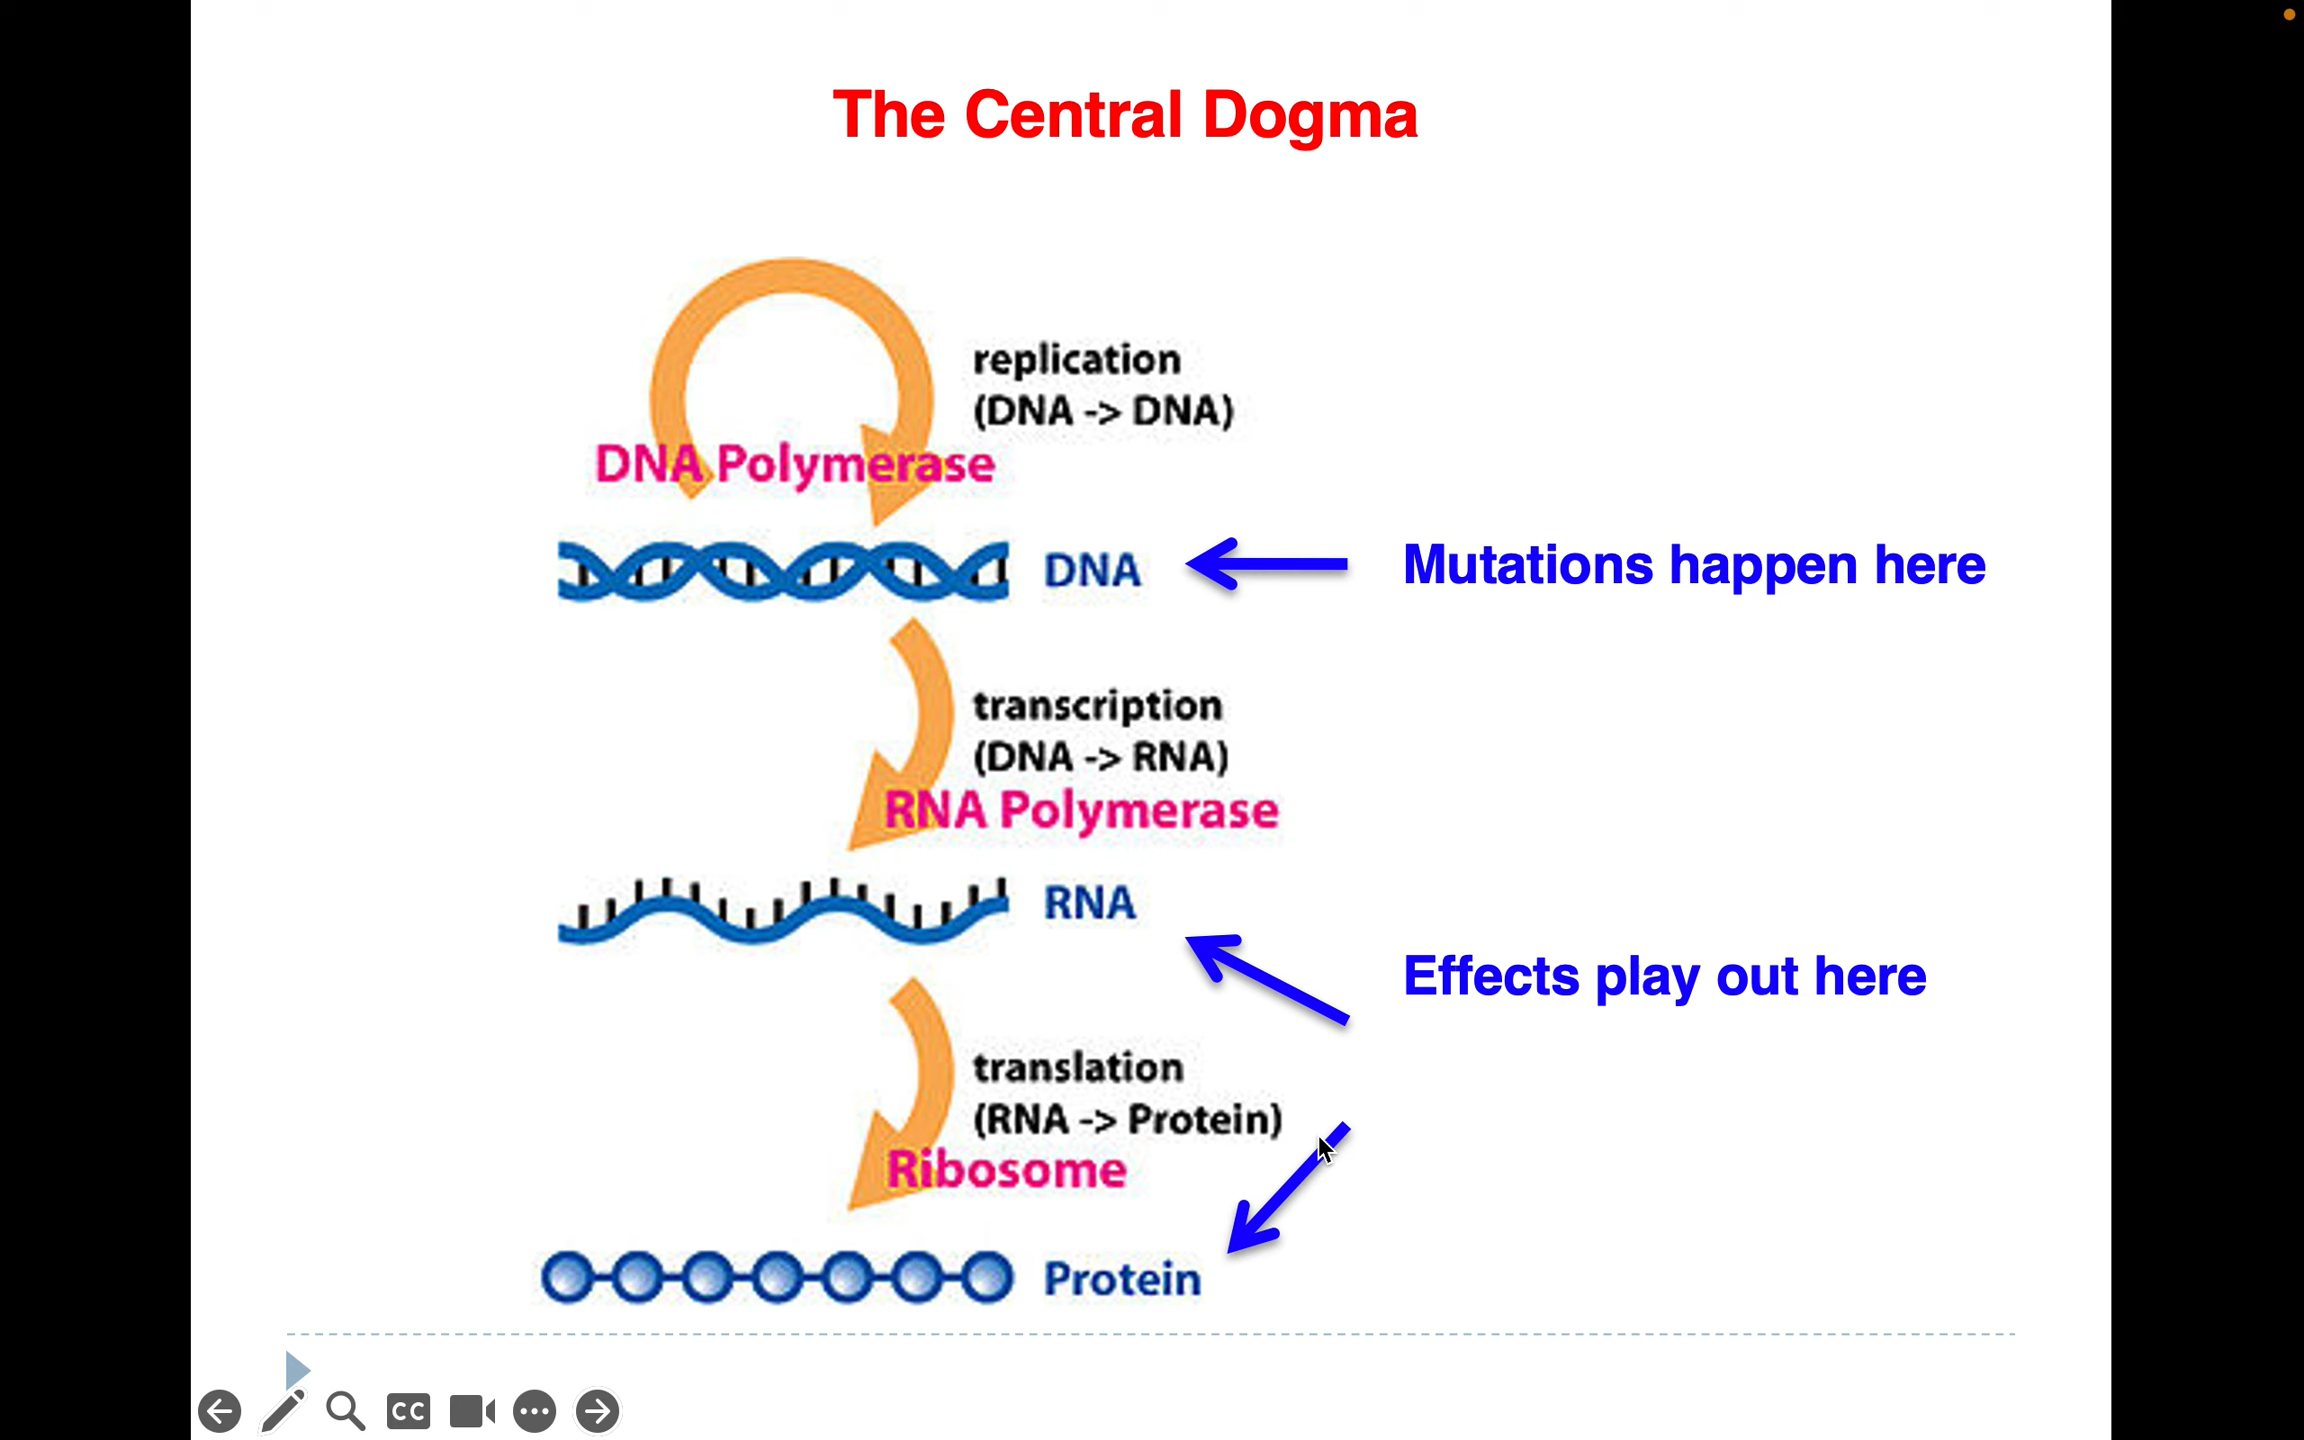 The Central Dogma
replication
(DNA -> DNA)
DNA Polymerase
DNA
Mutations happen here
transcription
(DNA -> RNA)
RNA Polymerase
RNA
Effects play out here
translation
(RNA -> Protein)
Ribosome
Protein
CC